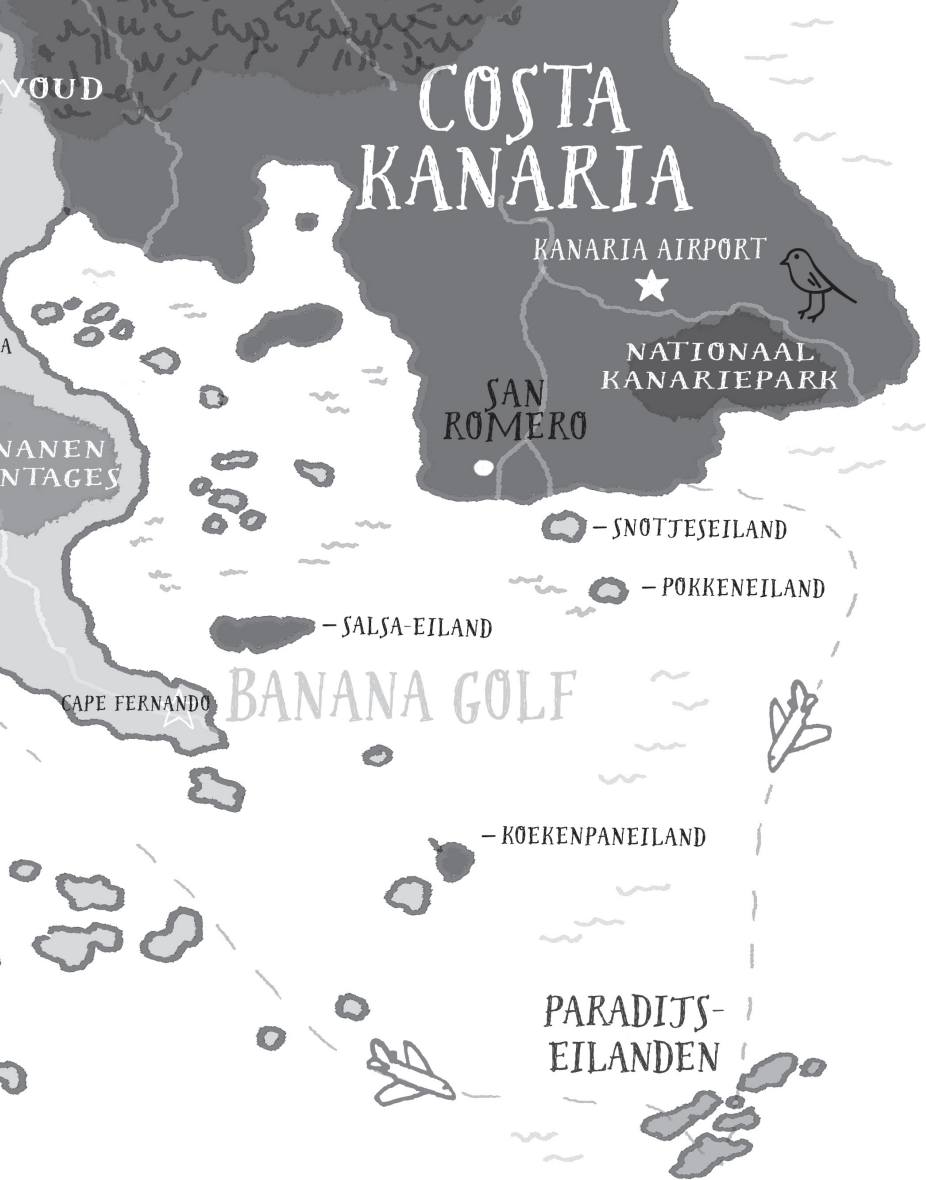 WOUD
COSTA
KANARIA
KANARIA AIRPORT
NATIONAAL
KANARIEPARK
A
SAN
ROMERO
NANEN
NTAGES
– SNOTJESEILAND
– POKKENEILAND
– SALSA-EILAND
BANANA GOLF
CAPE FERNANDO
– KOEKENPANEILAND
PARADIJS-
EILANDEN